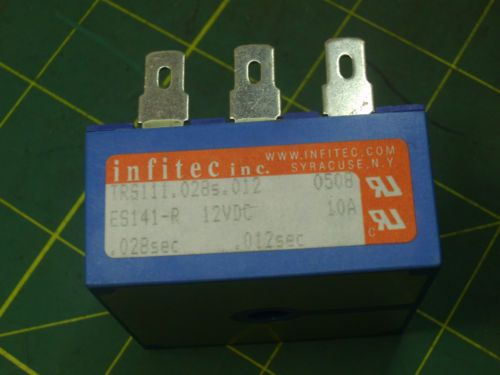 infitec inc. WWW.INFITEC.COM
SYRACUSE, N.Y.
TRS111.028s.012 0508
ES141-R 12VDC 10A
.028sec .012sec
c